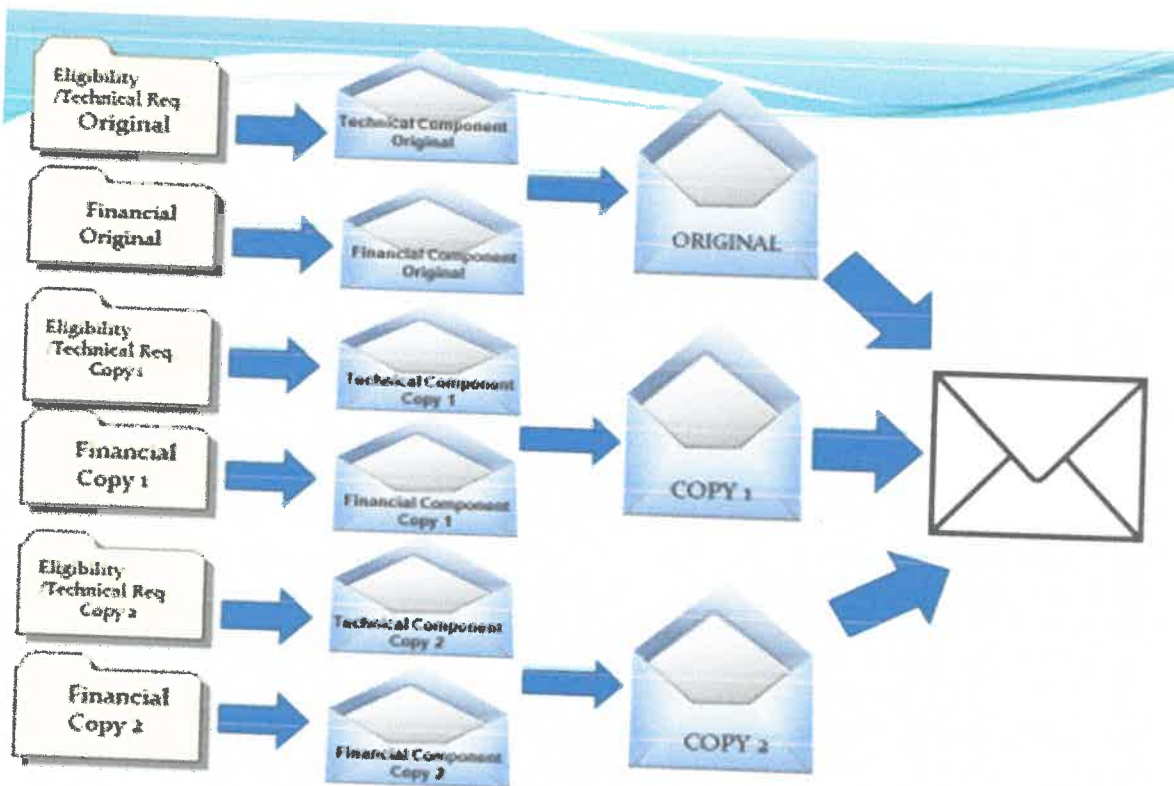 Eligibility
/Technical Req
Original
Technical Component
Original
ORIGINAL
Financial
Original
Financial Component
Original
Eligibility
/Technical Req
Copy 1
Technical Component
Copy 1
COPY 1
Financial
Copy 1
Financial Component
Copy 1
Eligibility
/Technical Req
Copy 2
Technical Component
Copy 2
COPY 2
Financial
Copy 2
Financial Component
Copy 2